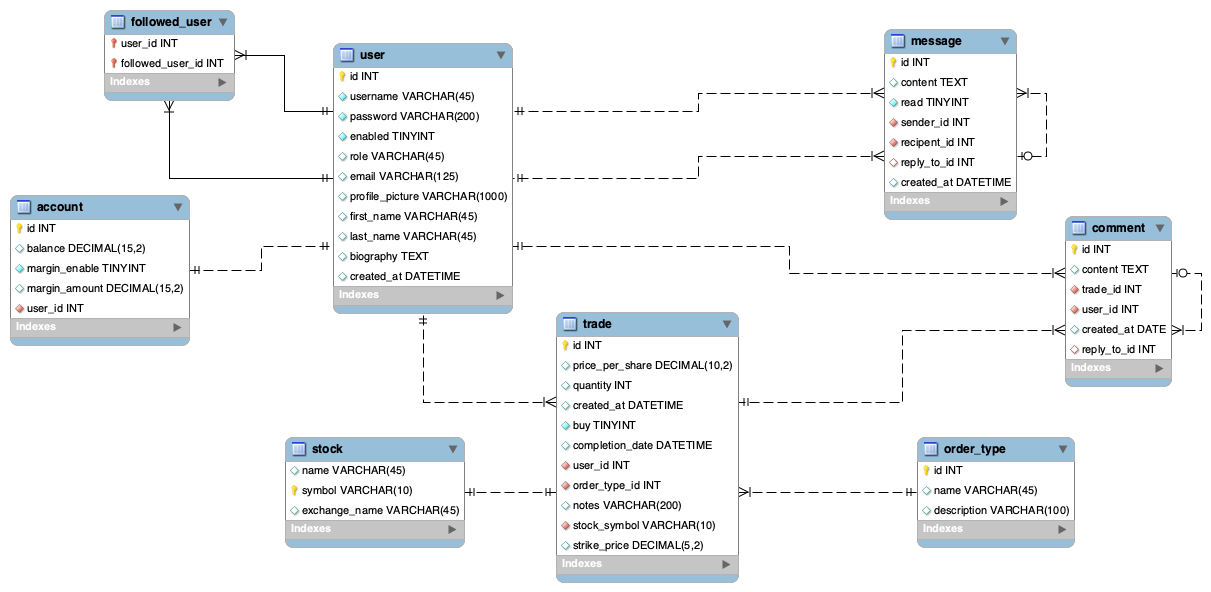 followed_user
user_id INT
followed_user_id INT
Indexes
user
id INT
username VARCHAR(45)
password VARCHAR(200)
enabled TINYINT
role VARCHAR(45)
email VARCHAR(125)
profile_picture VARCHAR(1000)
first_name VARCHAR(45)
last_name VARCHAR(45)
biography TEXT
created_at DATETIME
Indexes
message
id INT
content TEXT
read TINYINT
sender_id INT
recipent_id INT
reply_to_id INT
created_at DATETIME
Indexes
account
id INT
balance DECIMAL(15,2)
margin_enable TINYINT
margin_amount DECIMAL(15,2)
user_id INT
Indexes
comment
id INT
content TEXT
trade_id INT
user_id INT
created_at DATE
reply_to_id INT
Indexes
trade
id INT
price_per_share DECIMAL(10,2)
quantity INT
created_at DATETIME
buy TINYINT
completion_date DATETIME
user_id INT
order_type_id INT
notes VARCHAR(200)
stock_symbol VARCHAR(10)
strike_price DECIMAL(5,2)
Indexes
stock
name VARCHAR(45)
symbol VARCHAR(10)
exchange_name VARCHAR(45)
Indexes
order_type
id INT
name VARCHAR(45)
description VARCHAR(100)
Indexes